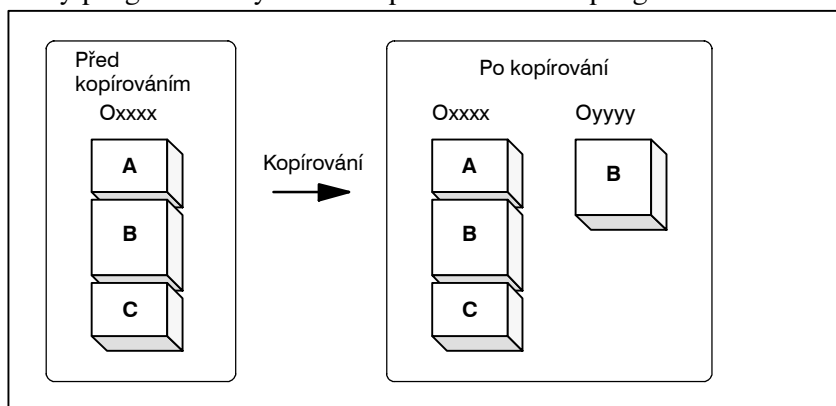 Před
kopírováním
Po kopírování
Oxxxx
Oxxxx
Oyyyy
A
A
B
Kopírování
B
B
C
C